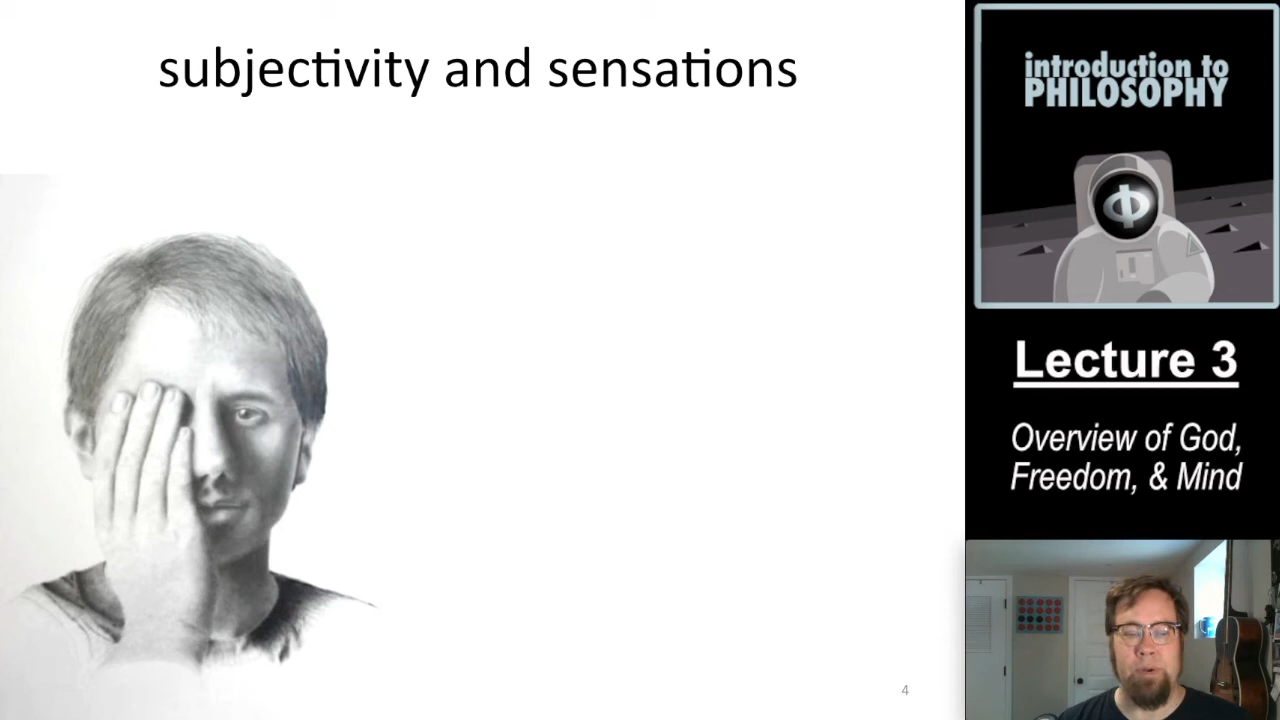 subjectivity and sensations
introduction to
PHILOSOPHY
Φ
Lecture 3
Overview of God,
Freedom, & Mind
4